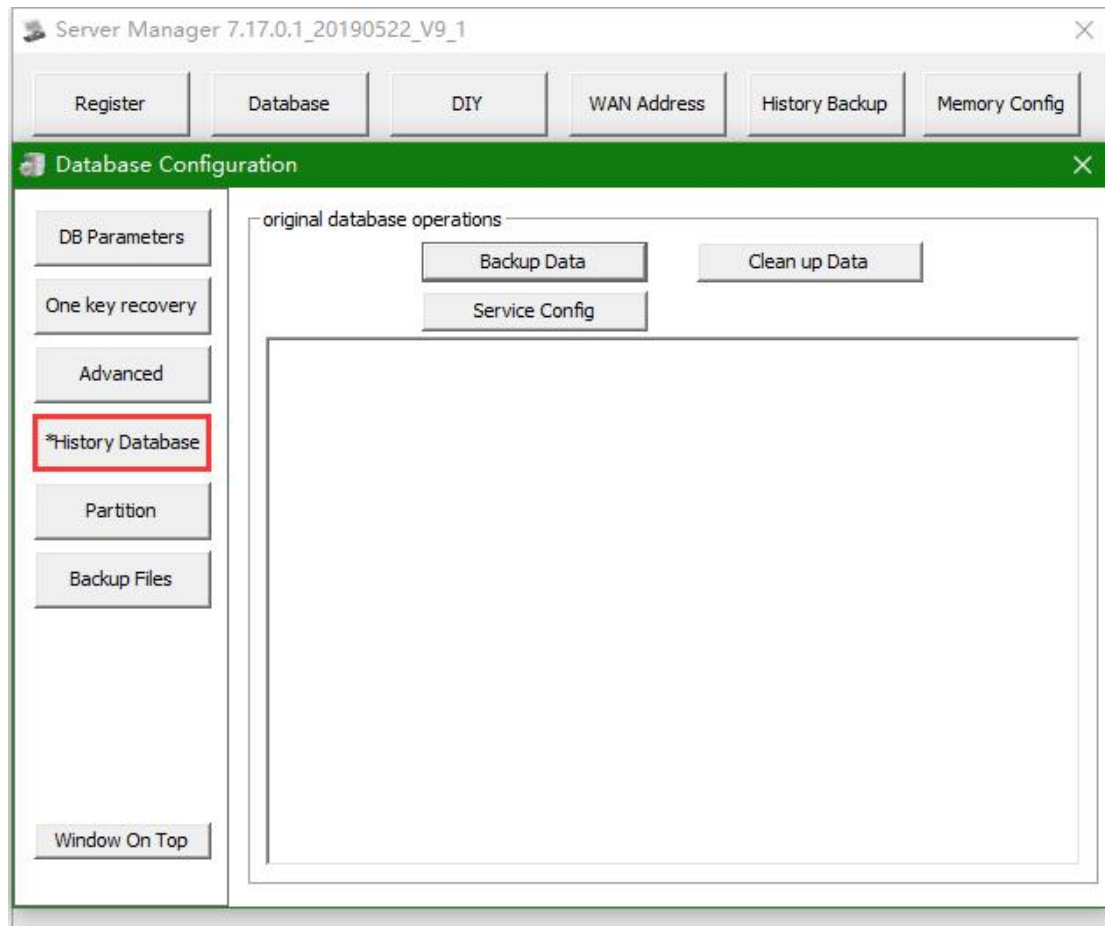 Server Manager 7.17.0.1_20190522_V9_1
Register
Database
DIY
WAN Address
History Backup
Memory Config
Database Configuration
DB Parameters
One key recovery
Advanced
*History Database
Partition
Backup Files
Window On Top
original database operations
Backup Data
Clean up Data
Service Config